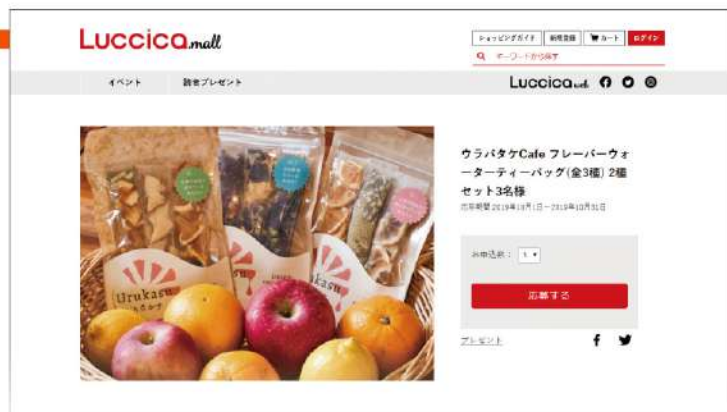 Luccica.mall
ショッピングガイド 新規登録 カート ログイン
キーワードから探す
イベント 読者プレゼント
Luccica web
ウラバタケCafe フレーバーウォ
ーターティーバッグ(全3種) 2種
セット3名様
応募期間 2019年10月1日～2019年10月31日
お申込数： 1
応募する
プレゼント
Urukasu
Urukasu